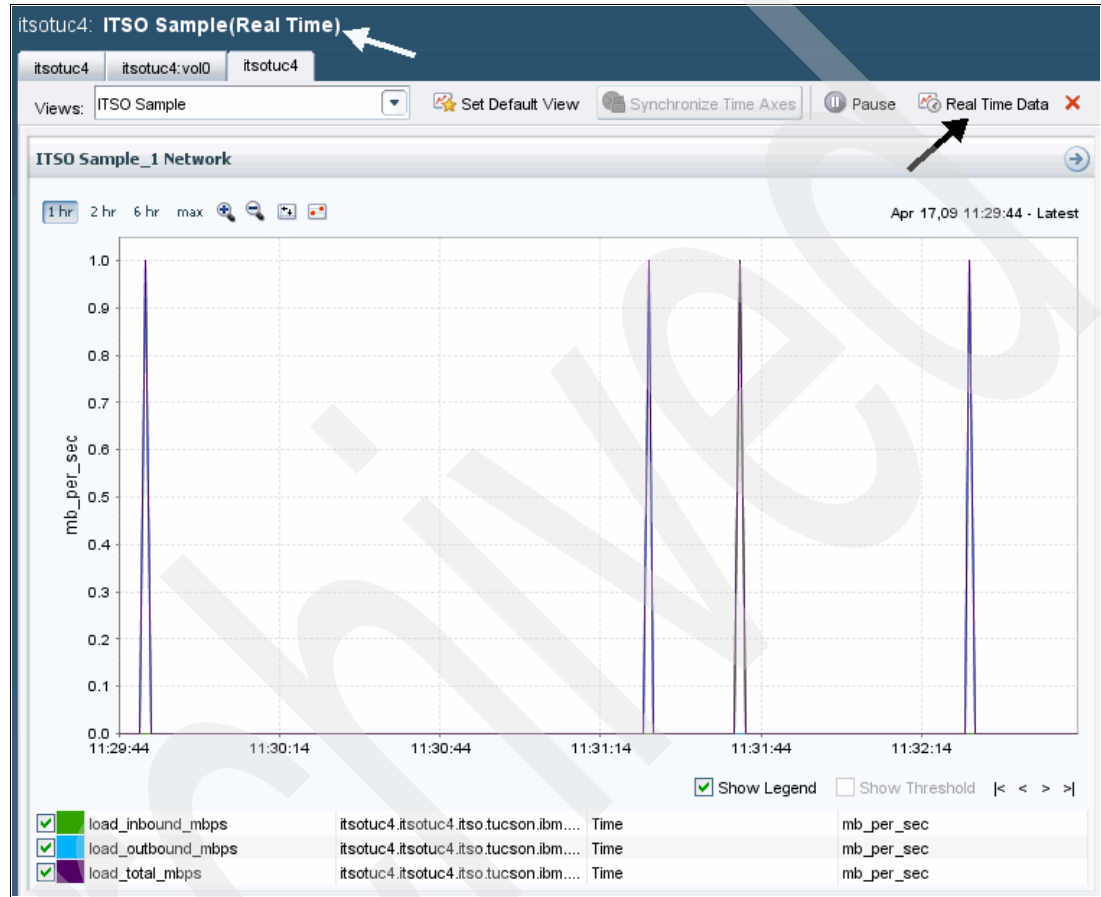 itsotuc4: ITSO Sample(Real Time)
itsotuc4 itsotuc4:vol0 itsotuc4
Views: ITSO Sample Set Default View Synchronize Time Axes Pause Real Time Data
ITSO Sample_1 Network
1 hr 2 hr 6 hr max Apr 17,09 11:29:44 - Latest
1.0
0.9
0.8
0.7
0.6
0.5
0.4
0.3
0.2
0.1
0.0
mb_per_sec
11:29:44 11:30:14 11:30:44 11:31:14 11:31:44 11:32:14
Show Legend Show Threshold |< < > >|
load_inbound_mbps itsotuc4.itsotuc4.itso.tucson.ibm.... Time mb_per_sec
load_outbound_mbps itsotuc4.itsotuc4.itso.tucson.ibm.... Time mb_per_sec
load_total_mbps itsotuc4.itsotuc4.itso.tucson.ibm.... Time mb_per_sec